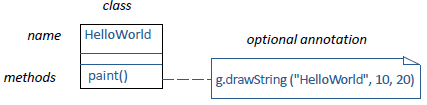 class
name
HelloWorld
optional annotation
methods
paint()
g.drawString ("HelloWorld", 10, 20)